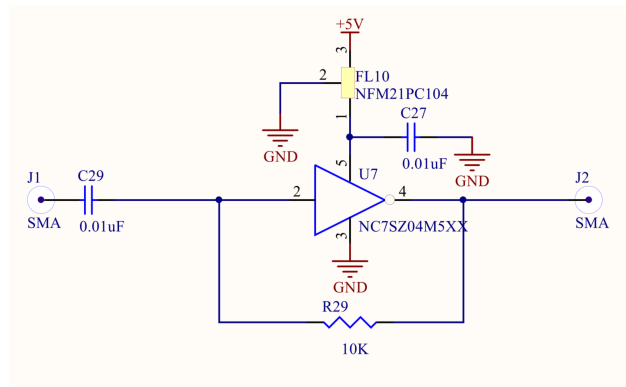 +5V
3
2
FL10
NFM21PC104
1
C27
0.01uF
GND
GND
5
U7
J1
SMA
C29
0.01uF
2
4
NC7SZ04M5XX
J2
SMA
3
GND
R29
10K